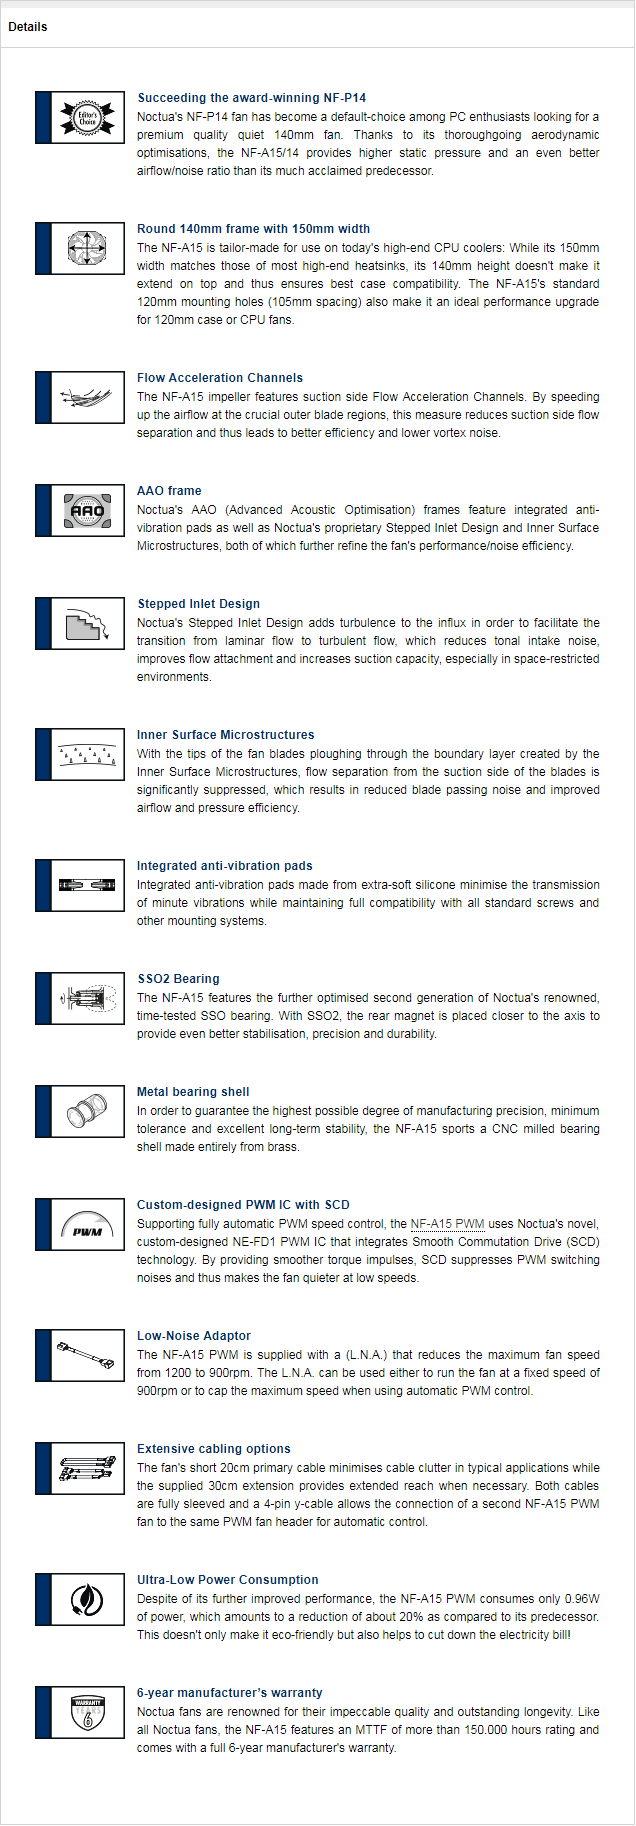 Details
Editor's
Choice
Succeeding the award-winning NF-P14
Noctua's NF-P14 fan has become a default-choice among PC enthusiasts looking for a
premium quality quiet 140mm fan. Thanks to its thoroughgoing aerodynamic
optimisations, the NF-A15/14 provides higher static pressure and an even better
airflow/noise ratio than its much acclaimed predecessor.
Round 140mm frame with 150mm width
The NF-A15 is tailor-made for use on today's high-end CPU coolers: While its 150mm
width matches those of most high-end heatsinks, its 140mm height doesn't make it
extend on top and thus ensures best case compatibility. The NF-A15's standard
120mm mounting holes (105mm spacing) also make it an ideal performance upgrade
for 120mm case or CPU fans.
Flow Acceleration Channels
The NF-A15 impeller features suction side Flow Acceleration Channels. By speeding
up the airflow at the crucial outer blade regions, this measure reduces suction side flow
separation and thus leads to better efficiency and lower vortex noise.
AAO
AAO frame
Noctua's AAO (Advanced Acoustic Optimisation) frames feature integrated anti-
vibration pads as well as Noctua's proprietary Stepped Inlet Design and Inner Surface
Microstructures, both of which further refine the fan's performance/noise efficiency.
Stepped Inlet Design
Noctua's Stepped Inlet Design adds turbulence to the influx in order to facilitate the
transition from laminar flow to turbulent flow, which reduces tonal intake noise,
improves flow attachment and increases suction capacity, especially in space-restricted
environments.
Inner Surface Microstructures
With the tips of the fan blades ploughing through the boundary layer created by the
Inner Surface Microstructures, flow separation from the suction side of the blades is
significantly suppressed, which results in reduced blade passing noise and improved
airflow and pressure efficiency.
Integrated anti-vibration pads
Integrated anti-vibration pads made from extra-soft silicone minimise the transmission
of minute vibrations while maintaining full compatibility with all standard screws and
other mounting systems.
SSO2 Bearing
The NF-A15 features the further optimised second generation of Noctua's renowned,
time-tested SSO bearing. With SSO2, the rear magnet is placed closer to the axis to
provide even better stabilisation, precision and durability.
Metal bearing shell
In order to guarantee the highest possible degree of manufacturing precision, minimum
tolerance and excellent long-term stability, the NF-A15 sports a CNC milled bearing
shell made entirely from brass.
PWM
Custom-designed PWM IC with SCD
Supporting fully automatic PWM speed control, the NF-A15 PWM uses Noctua's novel,
custom-designed NE-FD1 PWM IC that integrates Smooth Commutation Drive (SCD)
technology. By providing smoother torque impulses, SCD suppresses PWM switching
noises and thus makes the fan quieter at low speeds.
Low-Noise Adaptor
The NF-A15 PWM is supplied with a (L.N.A.) that reduces the maximum fan speed
from 1200 to 900rpm. The L.N.A. can be used either to run the fan at a fixed speed of
900rpm or to cap the maximum speed when using automatic PWM control.
Extensive cabling options
The fan's short 20cm primary cable minimises cable clutter in typical applications while
the supplied 30cm extension provides extended reach when necessary. Both cables
are fully sleeved and a 4-pin y-cable allows the connection of a second NF-A15 PWM
fan to the same PWM fan header for automatic control.
Ultra-Low Power Consumption
Despite of its further improved performance, the NF-A15 PWM consumes only 0.96W
of power, which amounts to a reduction of about 20% as compared to its predecessor.
This doesn't only make it eco-friendly but also helps to cut down the electricity bill!
WARRANTY
YEARS
6
6-year manufacturer's warranty
Noctua fans are renowned for their impeccable quality and outstanding longevity. Like
all Noctua fans, the NF-A15 features an MTTF of more than 150.000 hours rating and
comes with a full 6-year manufacturer's warranty.